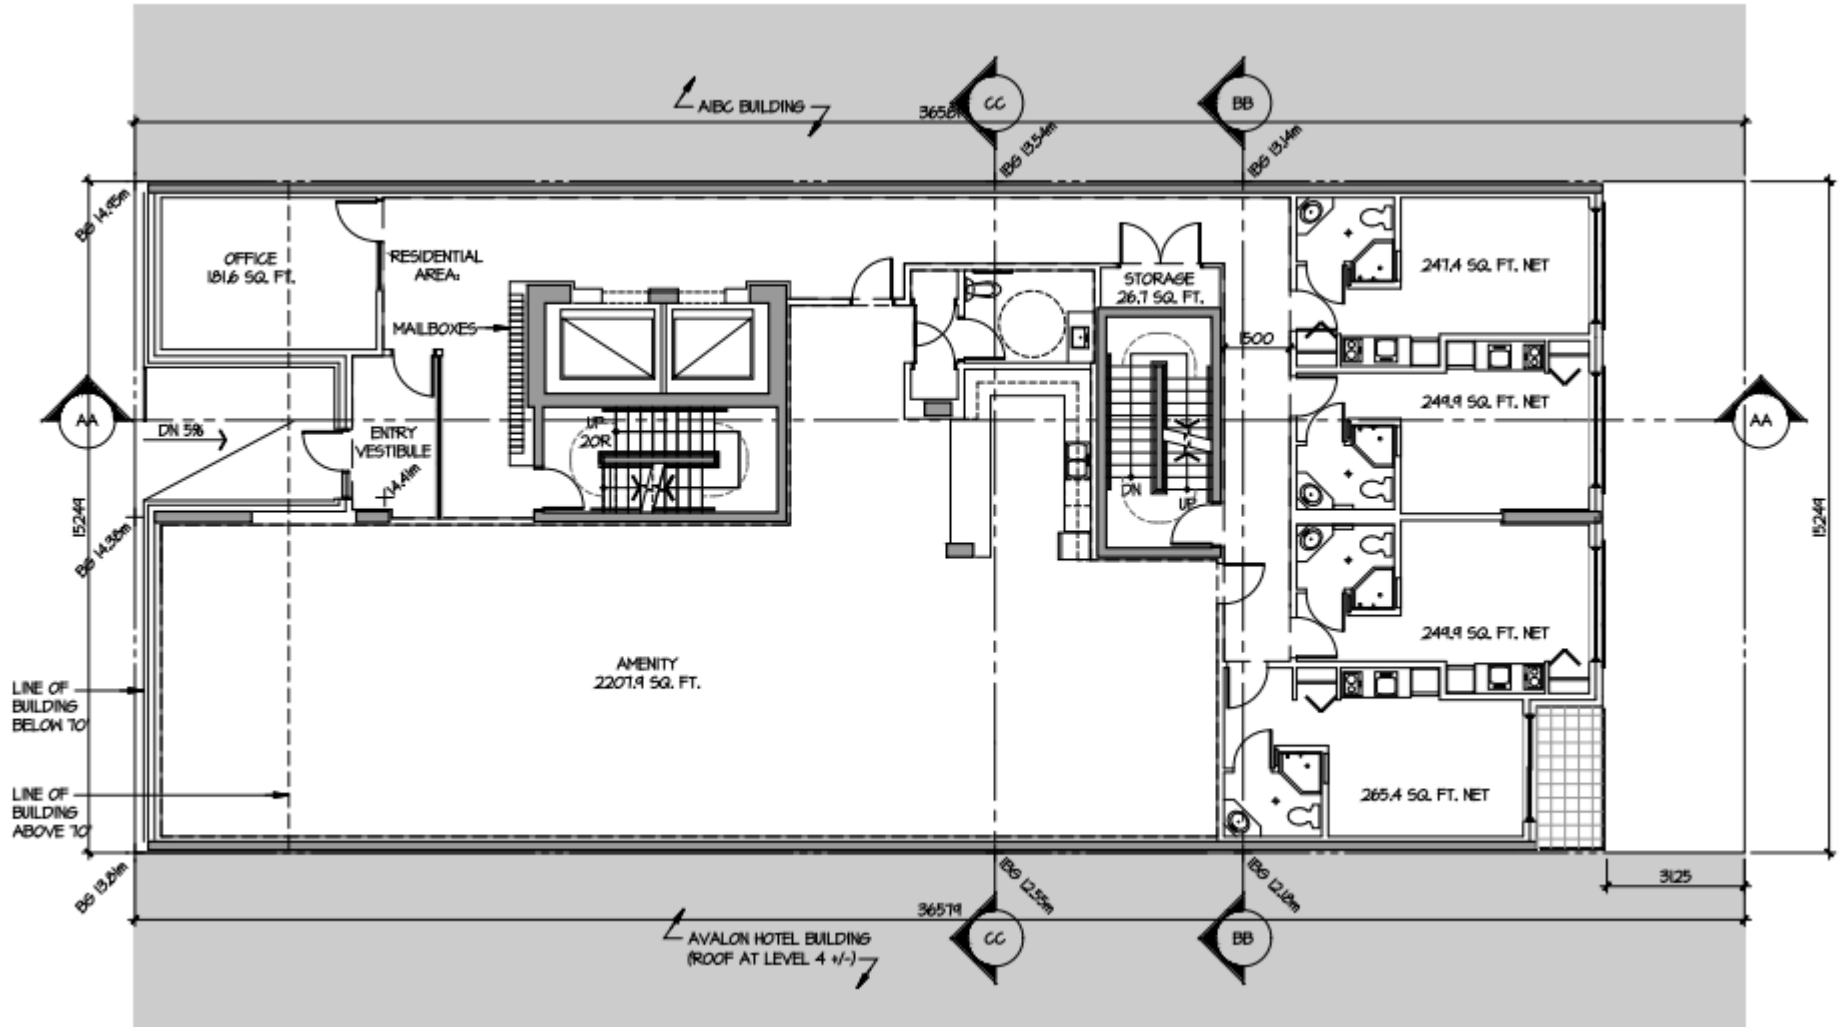 AIBC BUILDING
CC
BB
IBG 13.54m
IBG 13.14m
BG 14.95m
OFFICE
181.6 SQ. FT.
RESIDENTIAL
AREA:
STORAGE
26.7 SQ. FT.
247.4 SQ. FT. NET
MAILBOXES
1500
AA
DN 5%
ENTRY
VESTIBULE
14.41m
UP
20R
249.9 SQ. FT. NET
AA
DN
UP
15249
BG 14.38m
15249
249.9 SQ. FT. NET
AMENITY
2207.9 SQ. FT.
LINE OF
BUILDING
BELOW 70'
LINE OF
BUILDING
ABOVE 70'
265.4 SQ. FT. NET
BG 13.81m
IBG 12.55m
IBG 12.18m
3125
36579
CC
BB
AVALON HOTEL BUILDING
(ROOF AT LEVEL 4 +/-)